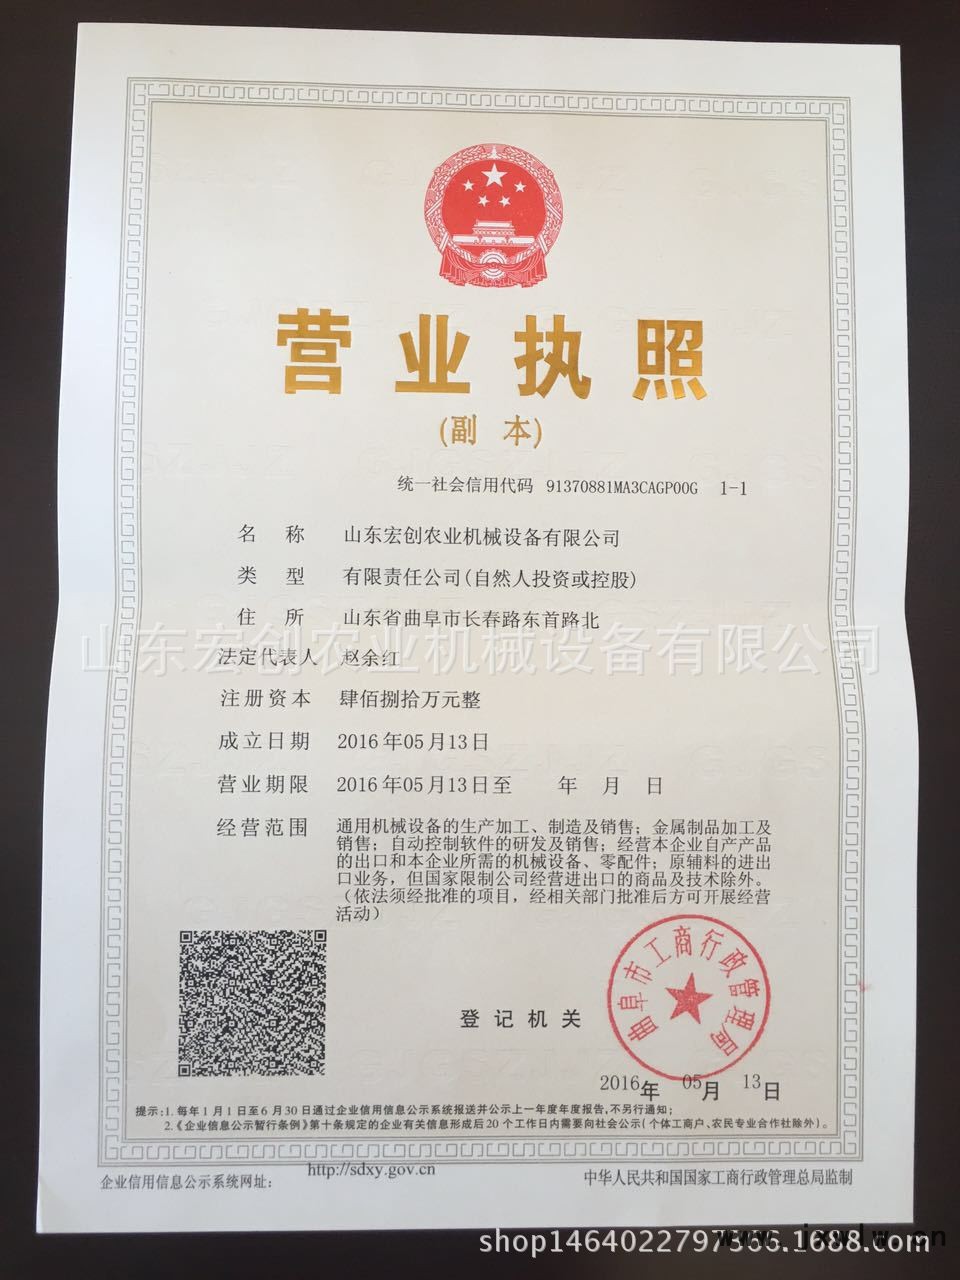 营业执照
(副 本)
统一社会信用代码 91370881MA3CAGP00G 1-1
名 称 山东宏创农业机械设备有限公司
类 型 有限责任公司(自然人投资或控股)
住 所 山东省曲阜市长春路东首路北
山东宏创农业机械设备有限公司
法定代表人 赵余红
注册资本 肆佰捌拾万元整
成立日期 2016年05月13日
营业期限 2016年05月13日至 年 月 日
经营范围 通用机械设备的生产加工、制造及销售；金属制品加工及
销售；自动控制软件的研发及销售；经营本企业自产产品
的出口和本企业所需的机械设备、零配件；原辅料的进出
口业务，但国家限制公司经营进出口的商品及技术除外。
（依法须经批准的项目，经相关部门批准后方可开展经营
活动）
曲阜市工商行政管理局
登记机关
2016年 05月 13日
提示：1. 每年1月1日至6月30日通过企业信用信息公示系统报送并公示上一年度年度报告，不另行通知；
2.《企业信息公示暂行条例》第十条规定的企业有关信息形成后20个工作日内需要向社会公示（个体工商户、农民专业合作社除外）。
企业信用信息公示系统网址： http://sdxy.gov.cn
中华人民共和国国家工商行政管理总局监制